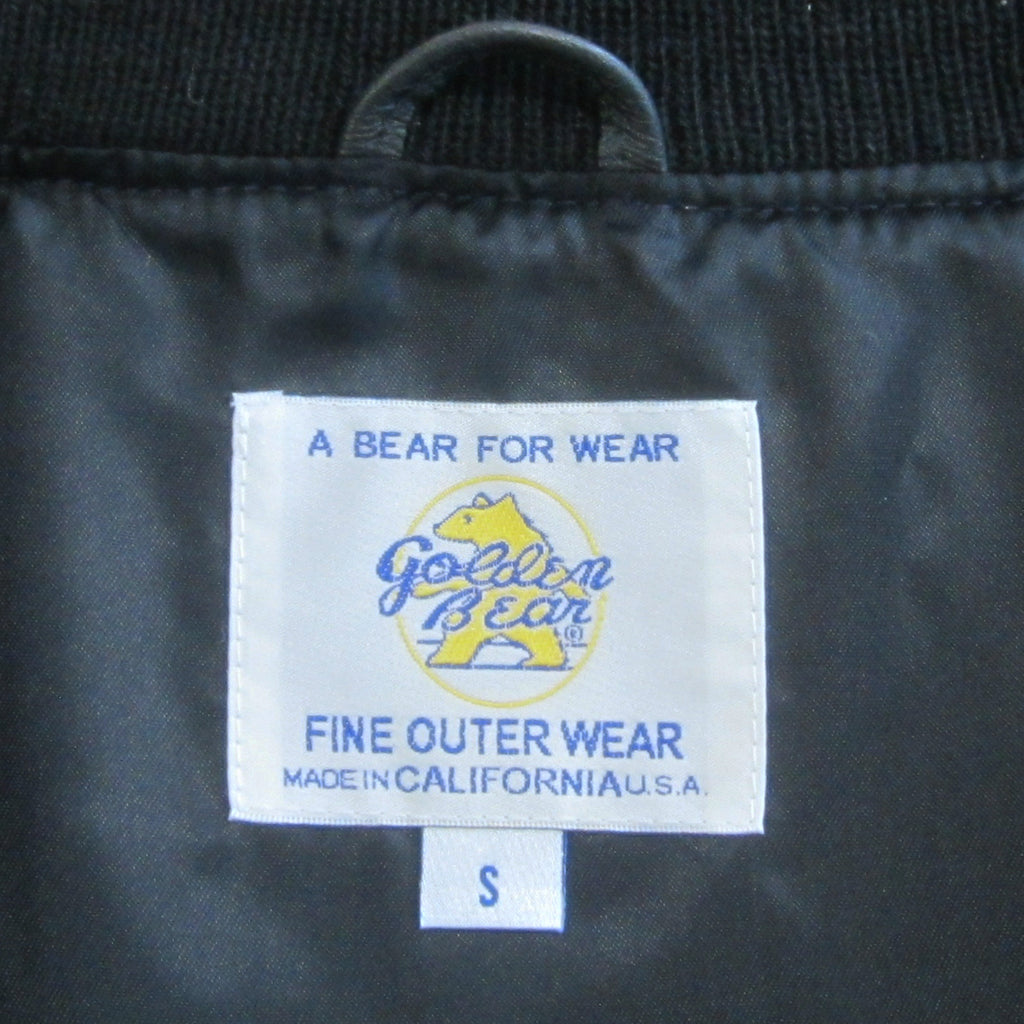 A BEAR FOR WEAR
Golden
Bear®
FINE OUTER WEAR
MADE IN CALIFORNIA U.S.A.
S